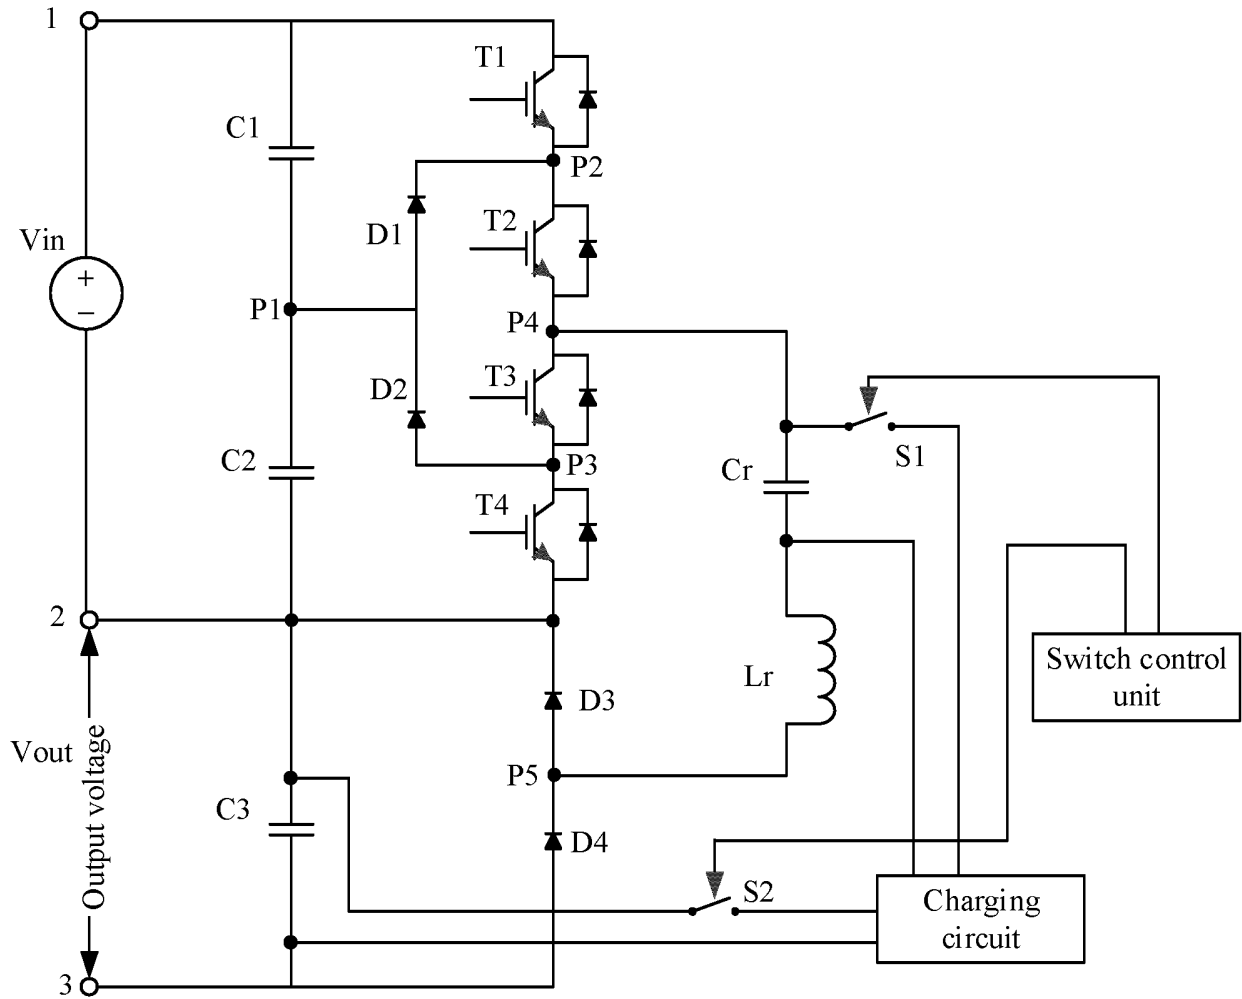 1
T1
C1
P2
Vin
D1
T2
+
−
P1
P4
D2
T3
C2
P3
S1
Cr
T4
2
Switch control
unit
Lr
D3
Vout
Output voltage
P5
C3
D4
S2
Charging
circuit
3